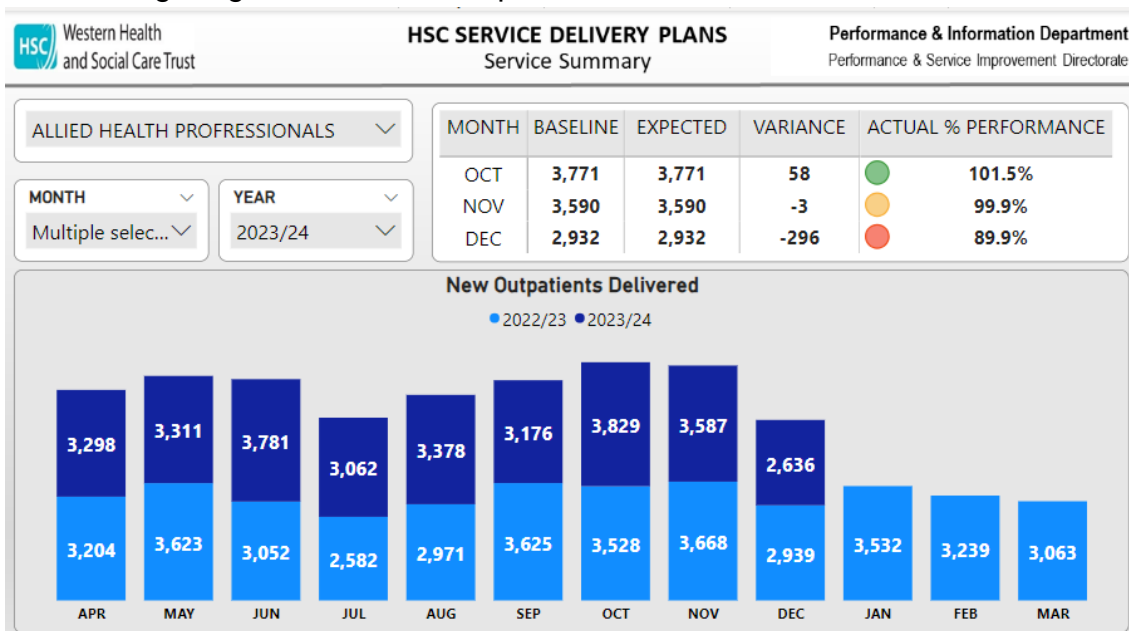 HSC
Western Health
and Social Care Trust
HSC SERVICE DELIVERY PLANS
Service Summary
Performance & Information Department
Performance & Service Improvement Directorate
ALLIED HEALTH PROFRESSIONALS
MONTH
Multiple selec...
YEAR
2023/24
MONTH BASELINE EXPECTED VARIANCE ACTUAL % PERFORMANCE
OCT 3,771 3,771 58 101.5%
NOV 3,590 3,590 -3 99.9%
DEC 2,932 2,932 -296 89.9%
New Outpatients Delivered
2022/23 2023/24
3,298 3,311 3,781 3,062 3,378 3,176 3,829 3,587 2,636
3,204 3,623 3,052 2,582 2,971 3,625 3,528 3,668 2,939 3,532 3,239 3,063
APR MAY JUN JUL AUG SEP OCT NOV DEC JAN FEB MAR